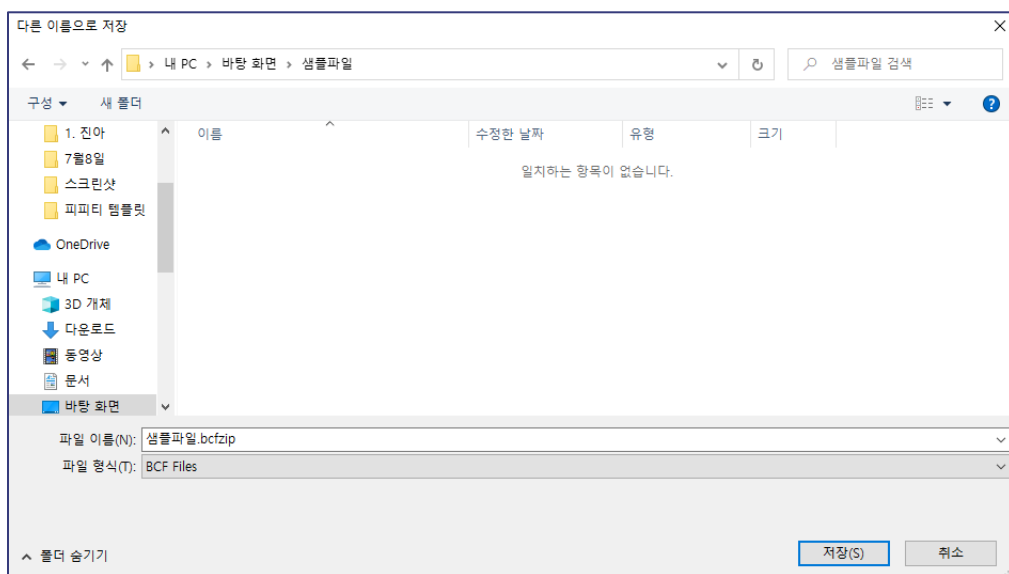 다른 이름으로 저장
내 PC › 바탕 화면 › 샘플파일
샘플파일 검색
구성
새 폴더
1. 진아
7월8일
스크린샷
피피티 템플릿
OneDrive
내 PC
3D 개체
다운로드
동영상
문서
바탕 화면
이름 수정한 날짜 유형 크기
일치하는 항목이 없습니다.
파일 이름(N): 샘플파일.bcfzip
파일 형식(T): BCF Files
폴더 숨기기
저장(S) 취소